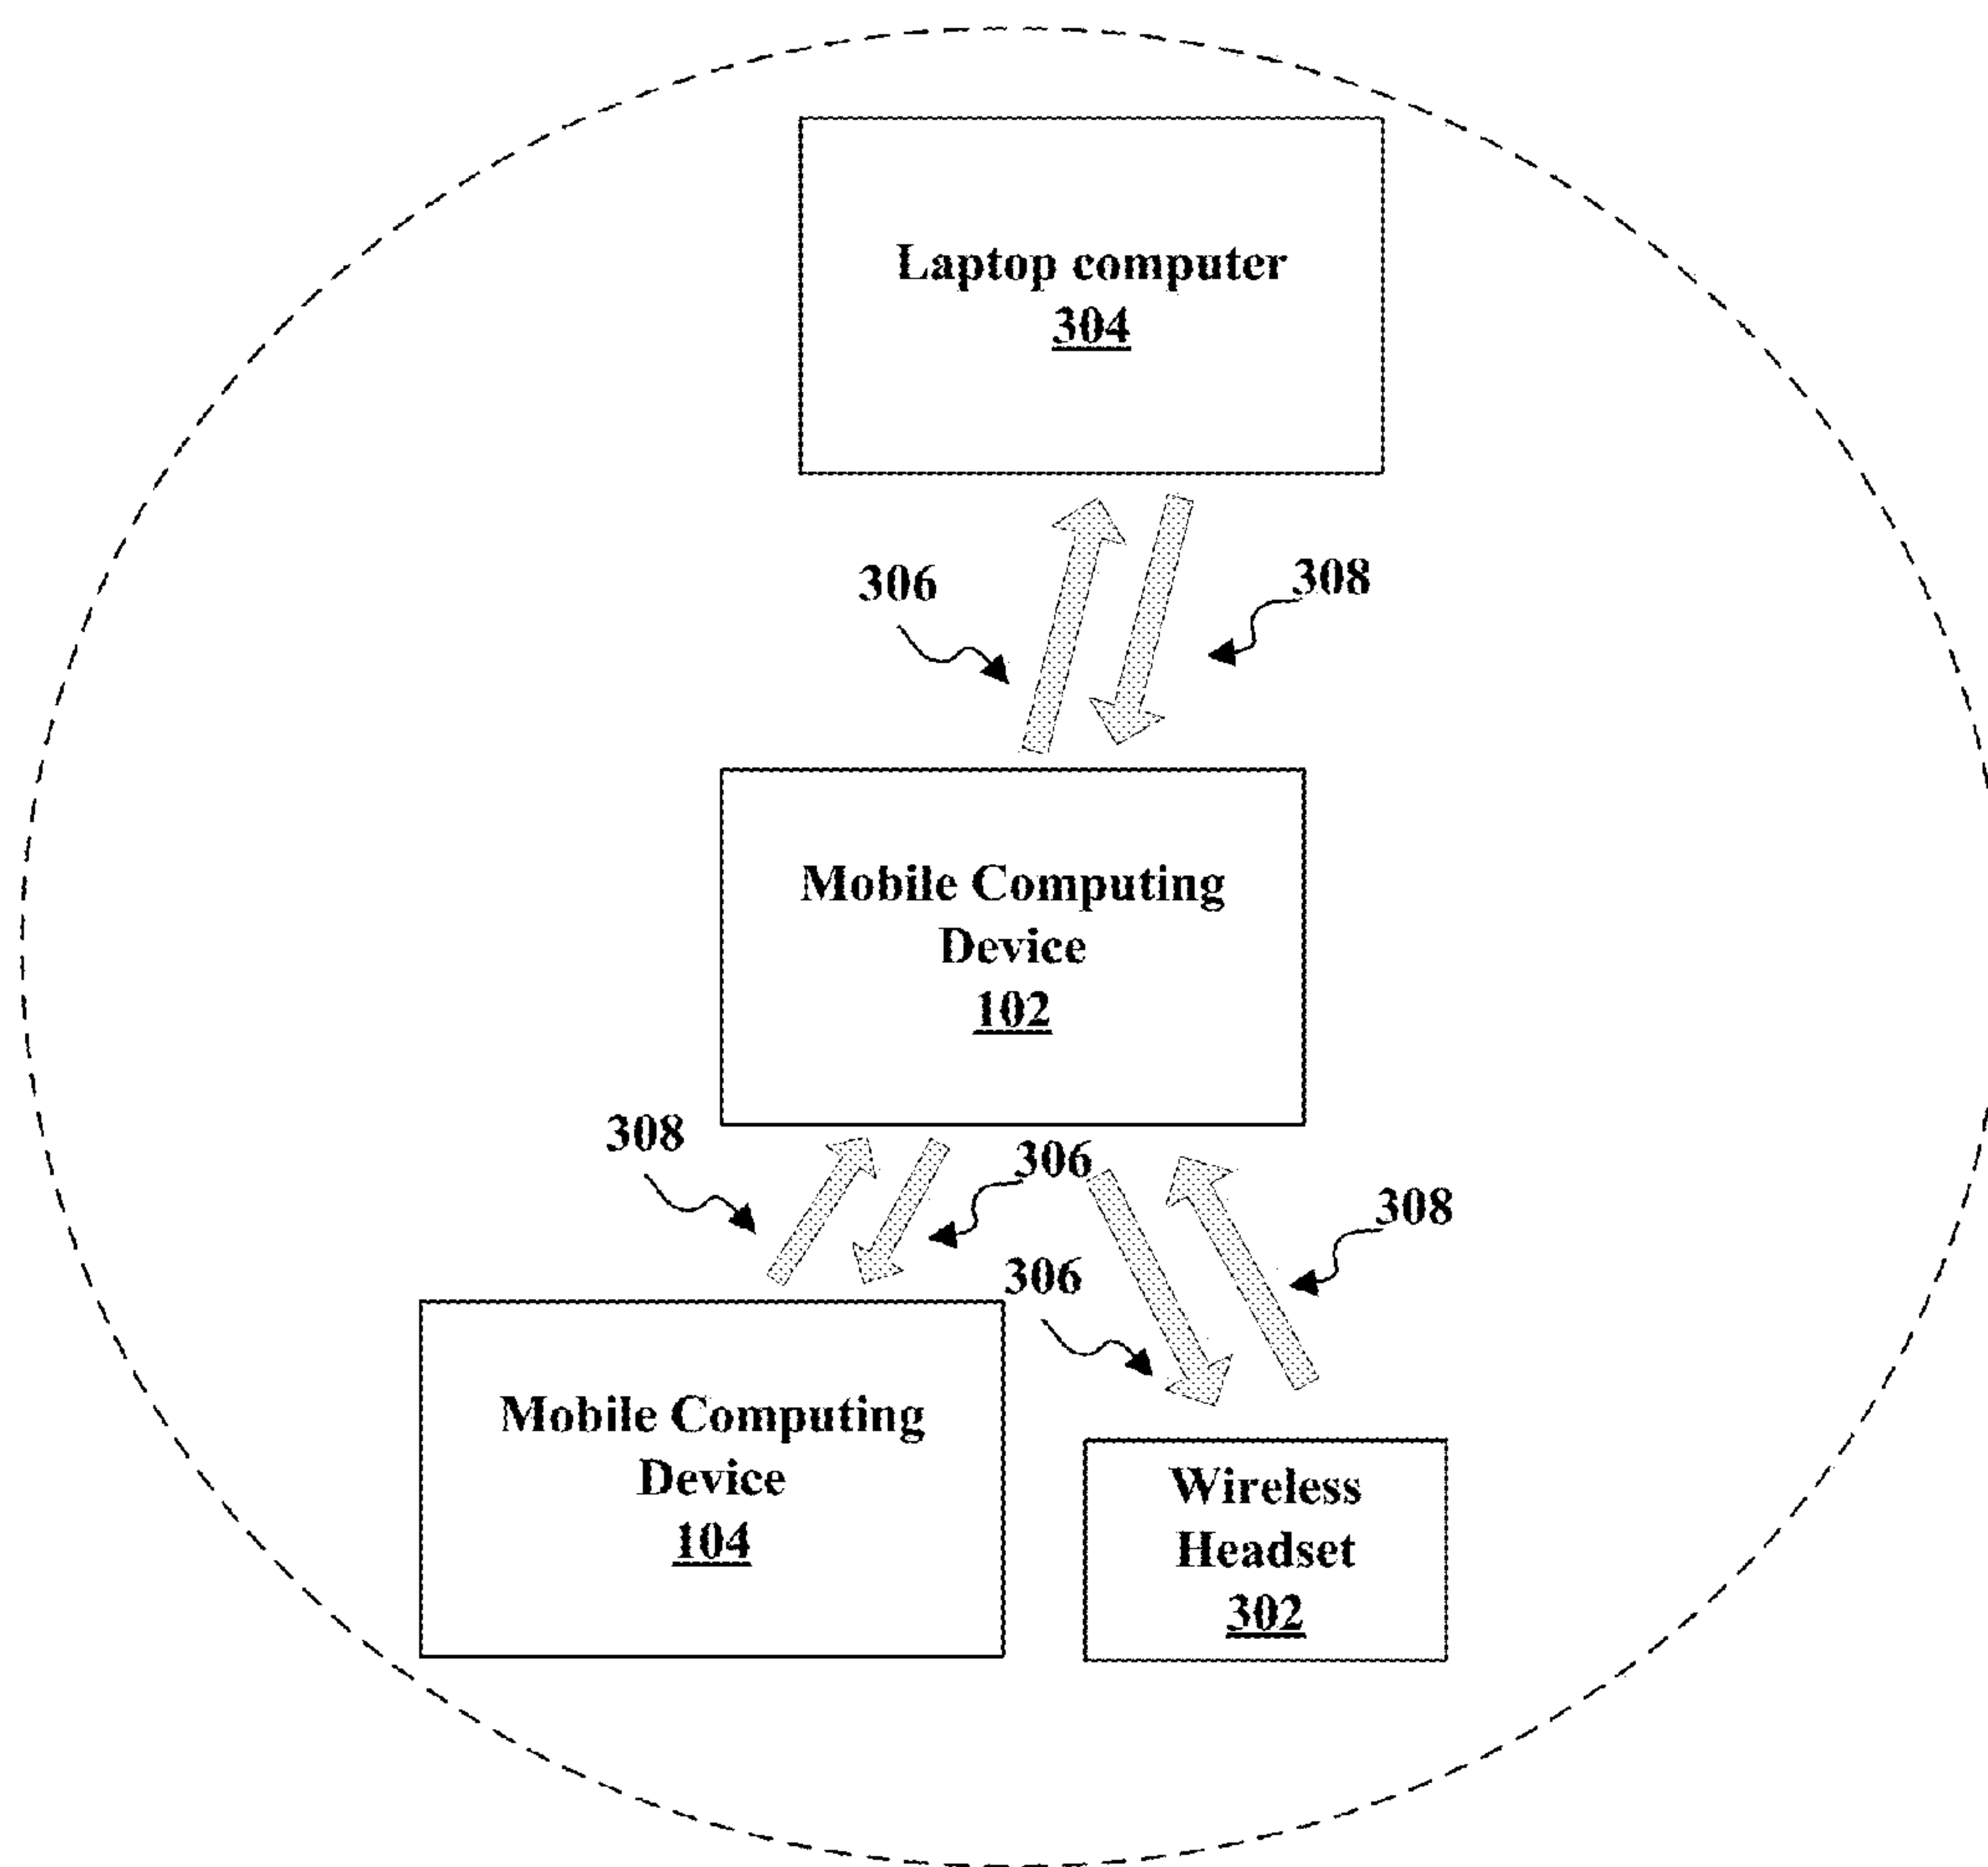 Laptop computer
304
306
308
Mobile Computing
Device
102
308
306
308
306
Mobile Computing
Device
104
Wireless
Headset
302